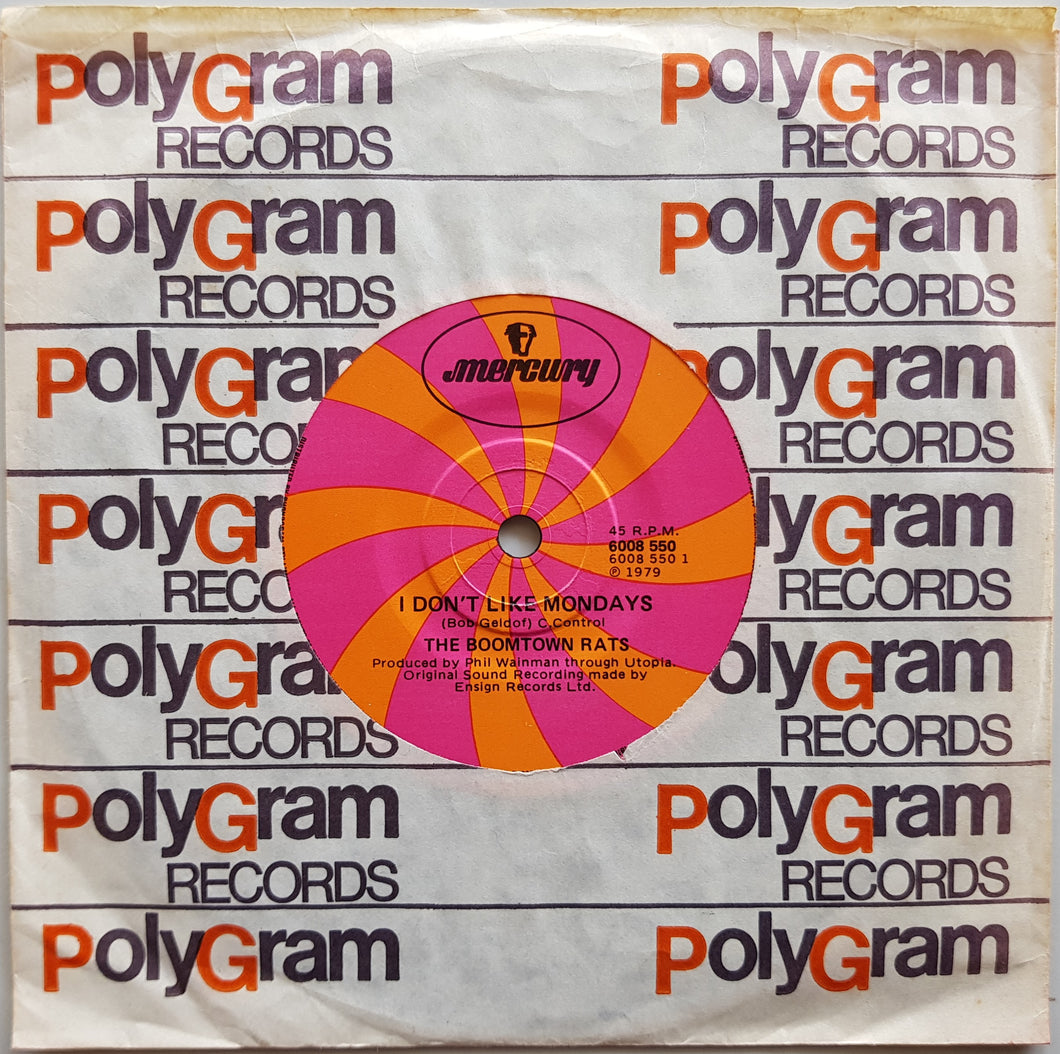 PolyGram PolyGram
RECORDS RECORDS
PolyGram PolyGram
RECORDS RECORDS
mercury
PolyGram PolyGram
RECORDS RECORDS
PolyGram PolyGram
RECORDS RECORDS
45 R.P.M.
6008 550
6008 550 1
℗ 1979
I DON'T LIKE MONDAYS
(Bob Geldof) C.Control
THE BOOMTOWN RATS
Produced by Phil Wainman through Utopia.
Original Sound Recording made by
Ensign Records Ltd.
PolyGram PolyGram
RECORDS RECORDS
PolyGram PolyGram
RECORDS RECORDS
PolyGram PolyGram